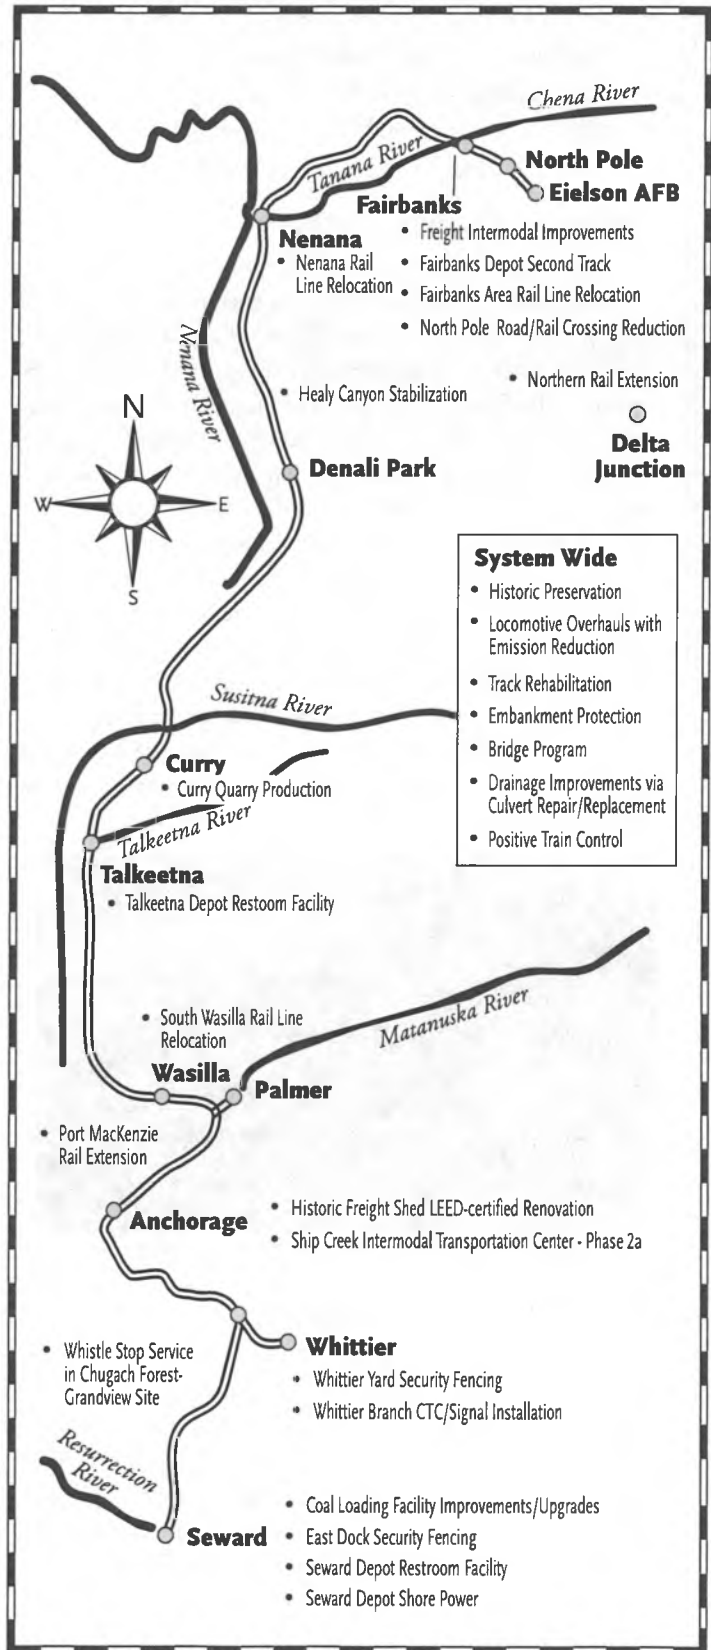 Chena River
Tanana River
North Pole
Eielson AFB
Fairbanks
• Freight Intermodal Improvements
• Fairbanks Depot Second Track
• Fairbanks Area Rail Line Relocation
• North Pole Road/Rail Crossing Reduction
Nenana
• Nenana Rail
Line Relocation
Nenana River
• Healy Canyon Stabilization
• Northern Rail Extension
Delta
Junction
N
W
E
S
Denali Park
System Wide
• Historic Preservation
• Locomotive Overhauls with
Emission Reduction
• Track Rehabilitation
• Embankment Protection
• Bridge Program
• Drainage Improvements via
Culvert Repair/Replacement
• Positive Train Control
Susitna River
Curry
• Curry Quarry Production
Talkeetna River
Talkeetna
• Talkeetna Depot Restoom Facility
Matanuska River
• South Wasilla Rail Line
Relocation
Wasilla
Palmer
• Port MacKenzie
Rail Extension
Anchorage
• Historic Freight Shed LEED-certified Renovation
• Ship Creek Intermodal Transportation Center - Phase 2a
• Whistle Stop Service
in Chugach Forest-
Grandview Site
Whittier
• Whittier Yard Security Fencing
• Whittier Branch CTC/Signal Installation
Resurrection
River
Seward
• Coal Loading Facility Improvements/Upgrades
• East Dock Security Fencing
• Seward Depot Restroom Facility
• Seward Depot Shore Power